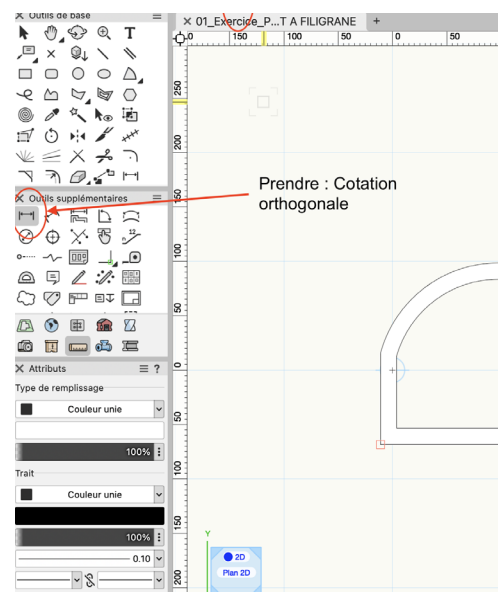 Outils de base
01_Exercice_P...T A FILIGRANE
T
0
150
100
50
0
50
250
200
150
100
50
0
50
100
150
200
Prendre : Cotation
orthogonale
Outils supplémentaires
12
Attributs
?
Type de remplissage
Couleur unie
100%
Trait
Couleur unie
100%
0.10
Y
2D
Plan 2D